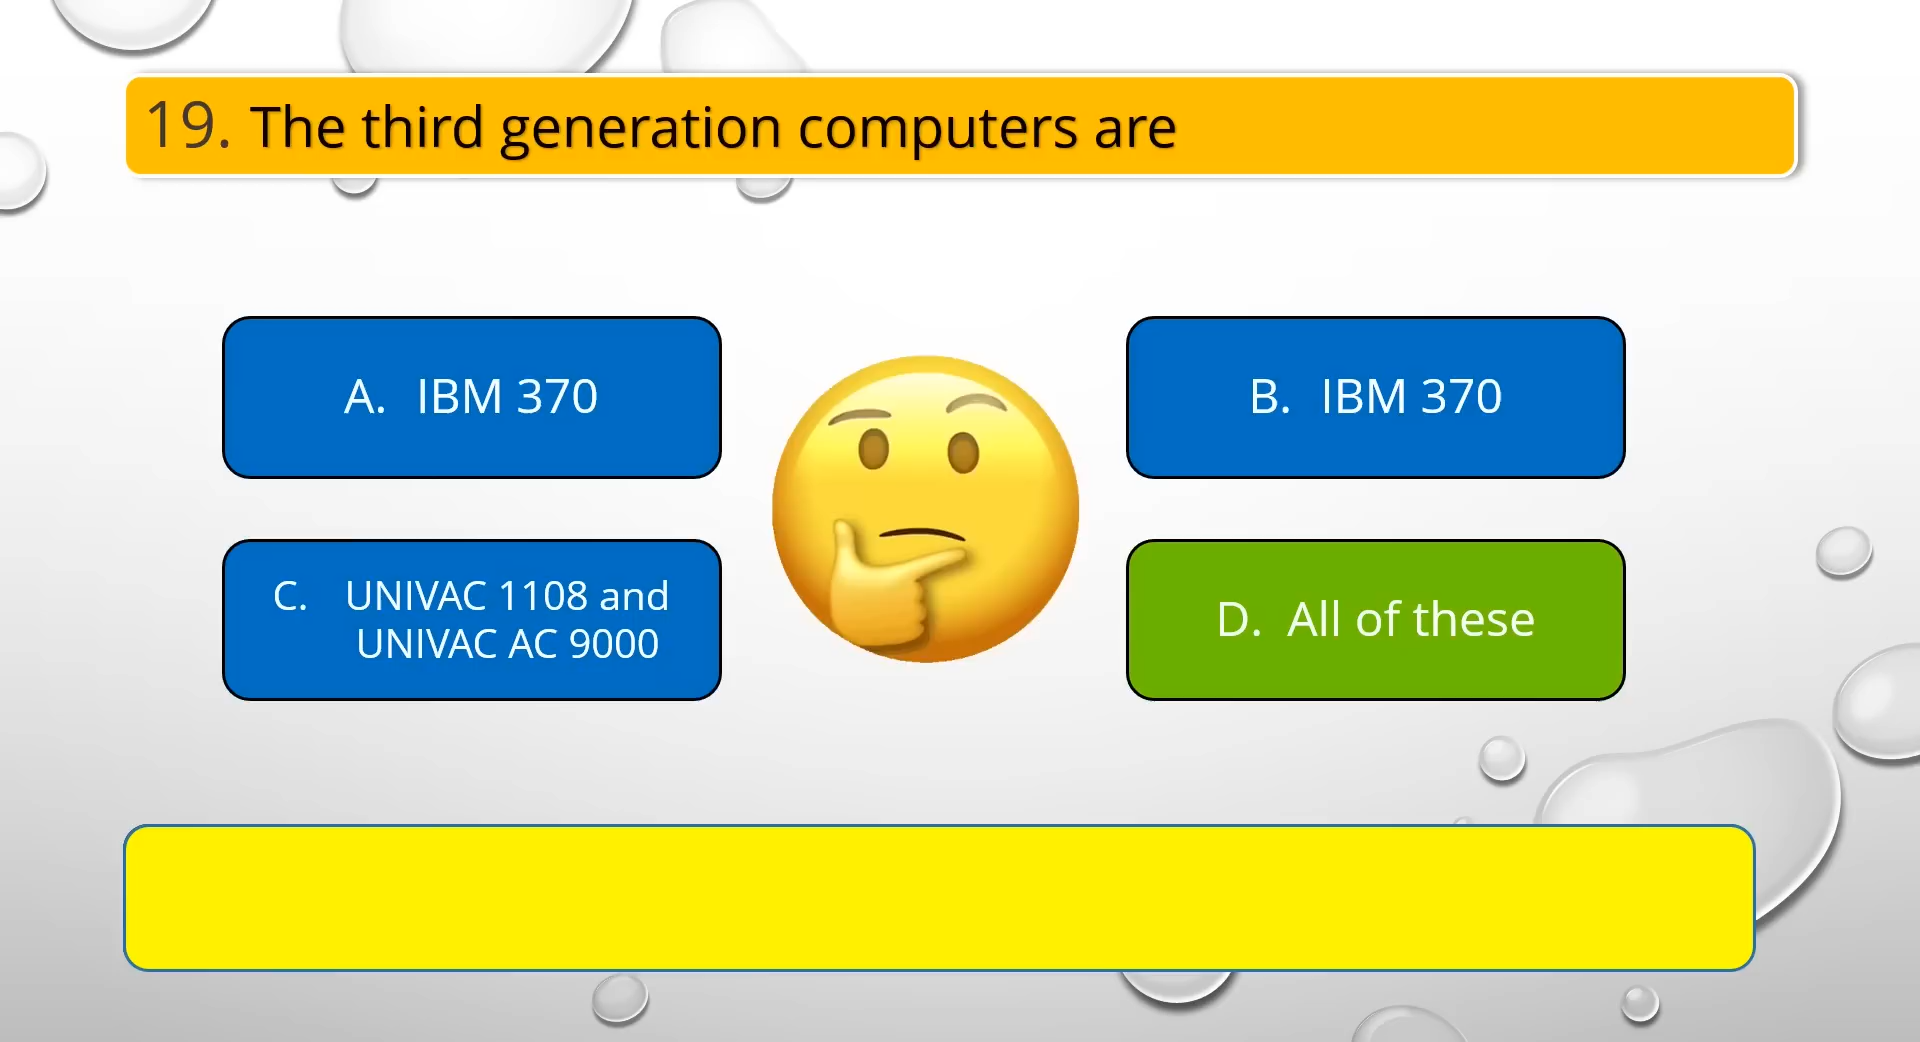 19. The third generation computers are
A. IBM 370
B. IBM 370
C. UNIVAC 1108 and
UNIVAC AC 9000
D. All of these